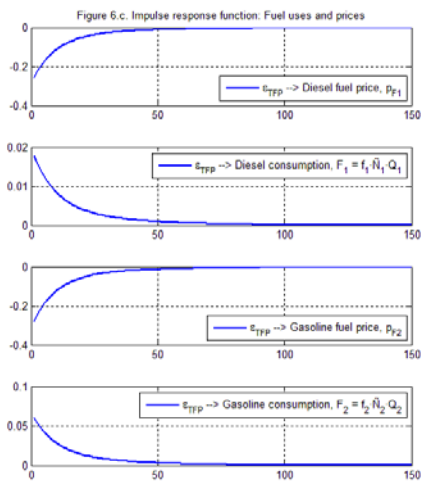 Figure 6.c. Impulse response function: Fuel uses and prices
0
-0.2
-0.4
0 50 100 150
ε_TFP --> Diesel fuel price, p_F1
0.02
0.01
0
0 50 100 150
ε_TFP --> Diesel consumption, F_1 = f_1·Ñ_1·Q_1
0
-0.2
-0.4
0 50 100 150
ε_TFP --> Gasoline fuel price, p_F2
0.1
0.05
0
0 50 100 150
ε_TFP --> Gasoline consumption, F_2 = f_2·Ñ_2·Q_2